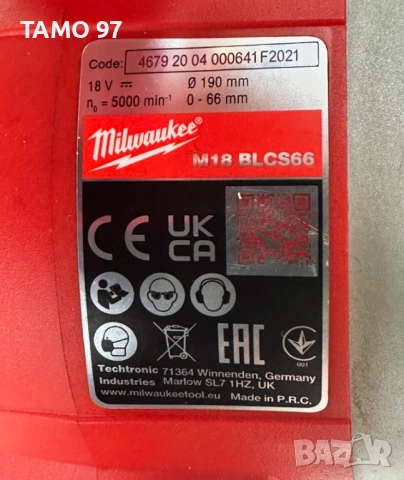 TAMO 97
Code: 4679 20 04 000641 F2021
18 V ⎓ Ø 190 mm
n₀ = 5000 min⁻¹ 0 - 66 mm
Milwaukee®
M18 BLCS66
CE UK CA
EAC
001
Techtronic Industries 71364 Winnenden, Germany
Marlow SL7 1HZ, UK
www.milwaukeetool.eu Made in P.R.C.
BAZAR